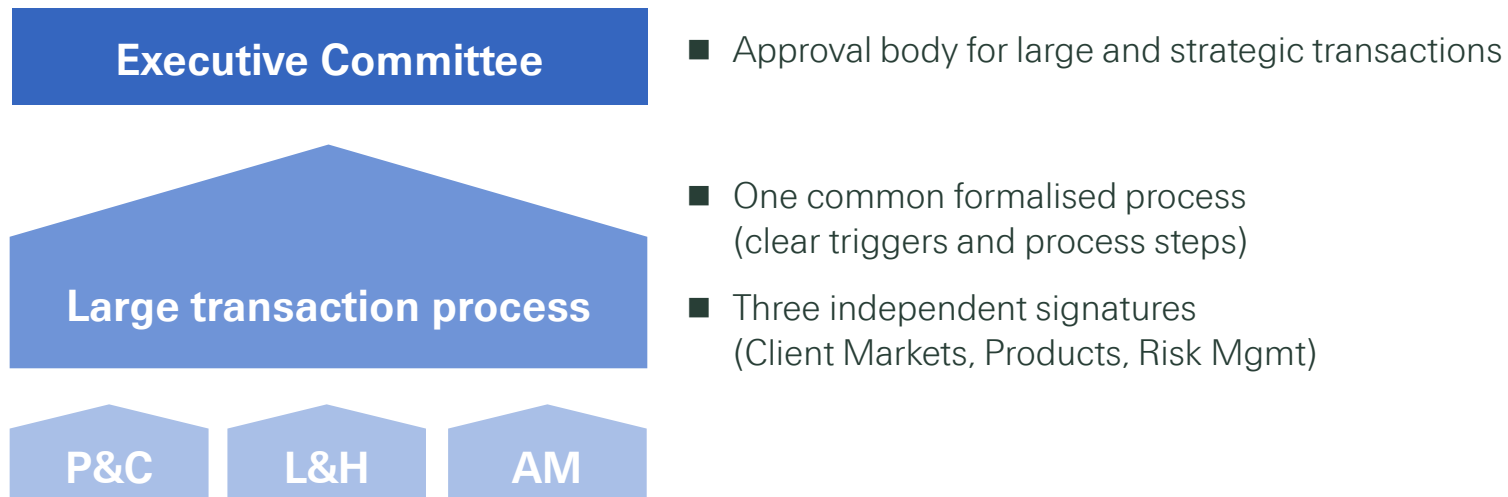 Executive Committee
■ Approval body for large and strategic transactions
■ One common formalised process
(clear triggers and process steps)
Large transaction process
■ Three independent signatures
(Client Markets, Products, Risk Mgmt)
P&C
L&H
AM